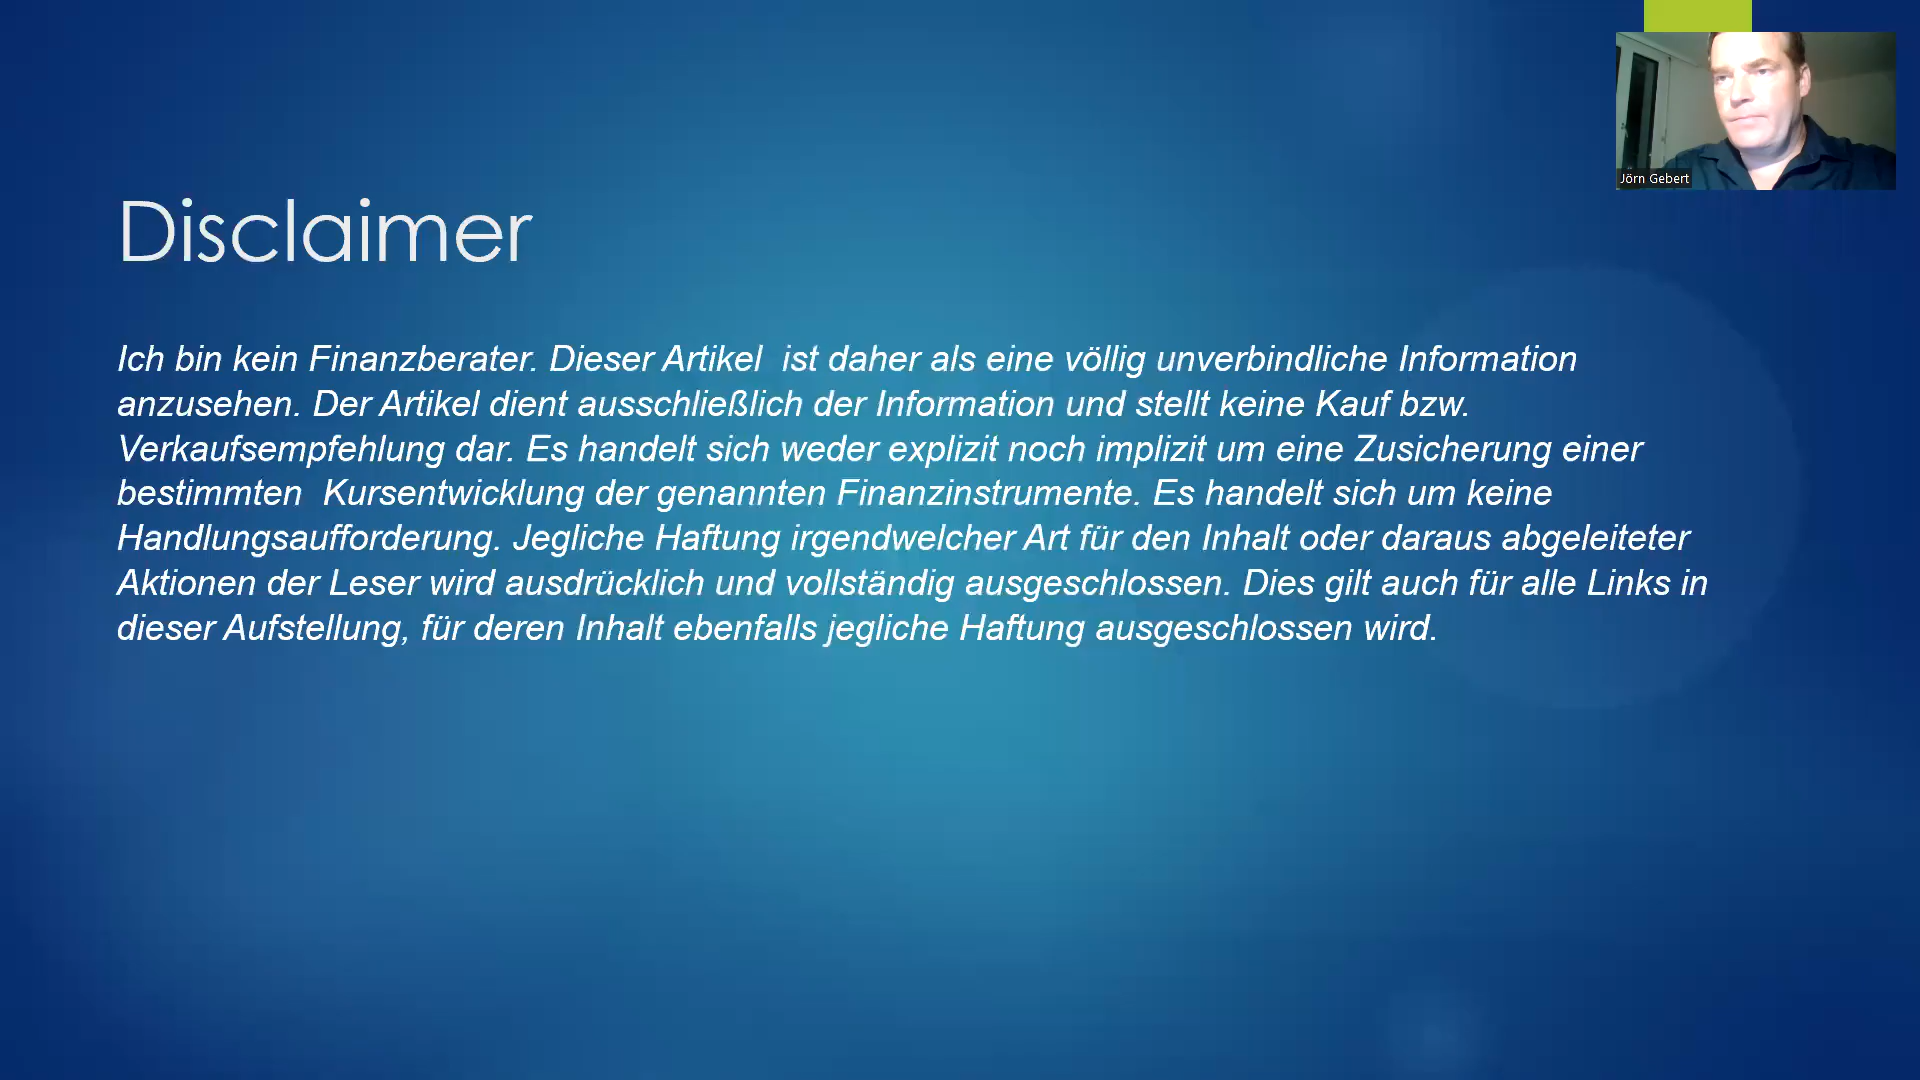 Jörn Gebert
Disclaimer
Ich bin kein Finanzberater. Dieser Artikel  ist daher als eine völlig unverbindliche Information
anzusehen. Der Artikel dient ausschließlich der Information und stellt keine Kauf bzw.
Verkaufsempfehlung dar. Es handelt sich weder explizit noch implizit um eine Zusicherung einer
bestimmten  Kursentwicklung der genannten Finanzinstrumente. Es handelt sich um keine
Handlungsaufforderung. Jegliche Haftung irgendwelcher Art für den Inhalt oder daraus abgeleiteter
Aktionen der Leser wird ausdrücklich und vollständig ausgeschlossen. Dies gilt auch für alle Links in
dieser Aufstellung, für deren Inhalt ebenfalls jegliche Haftung ausgeschlossen wird.